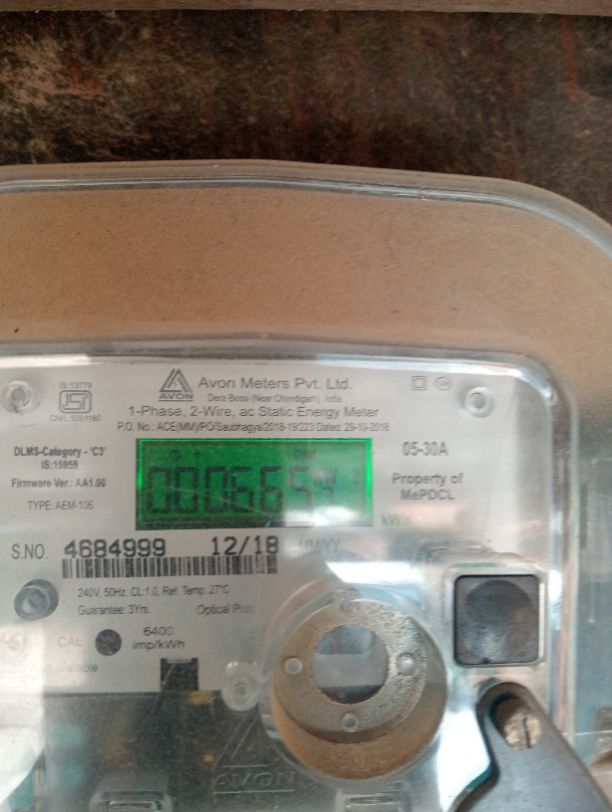 IS:13779
ISI
Avon Meters Pvt. Ltd.
AVON
Dera Bassi (Near Chandigarh), India
1-Phase, 2-Wire, ac Static Energy Meter
P.O. No.: ACE(MM)/PO/Saubhagya/2018-19/223 Dated: 29-10-2018
DLMS-Category - 'C3'
IS:15959
Firmware Ver.: AA1.00
TYPE: AEM-106
05-30A
Property of
MePDCL
kWh
S.NO. 4684999 12/18 MM/YY
240V, 50Hz, CL:1.0, Ref. Temp. 27°C
Guarantee: 3Yrs. Optical Port
CAL
6400
imp/kWh
AVON